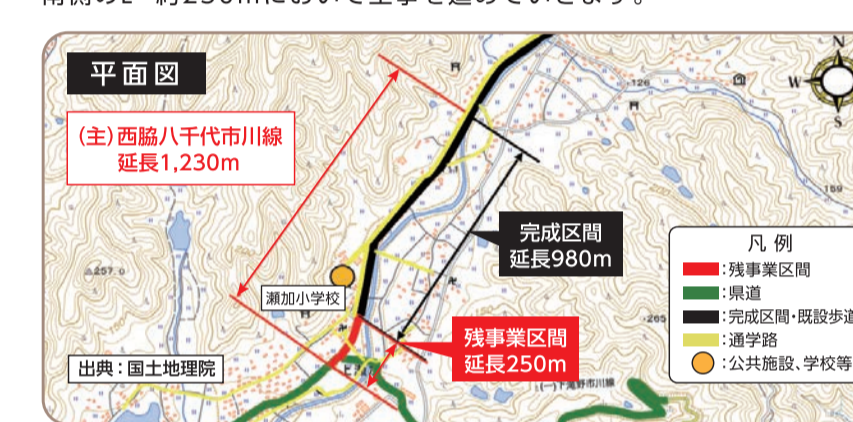 平面図
(主)西脇八千代市川線
延長1,230m
完成区間
延長980m
瀬加小学校
残事業区間
延長250m
出典：国土地理院
凡例
：残事業区間
：県道
：完成区間・既設歩道
：通学路
：公共施設、学校等
N
W
S
126
159
265
257.0
(一)下滝野市川線